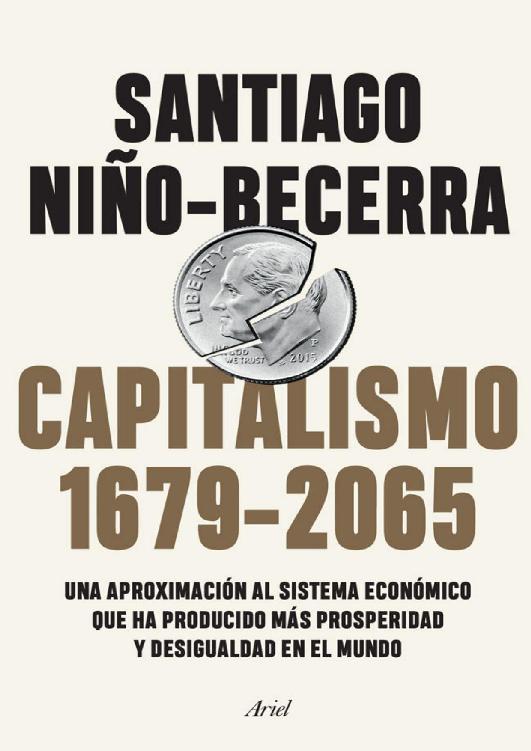 SANTIAGO
NIÑO-BECERRA
LIBERTY
IN GOD
WE TRUST
P
2015
CAPITALISMO
1679-2065
UNA APROXIMACIÓN AL SISTEMA ECONÓMICO
QUE HA PRODUCIDO MÁS PROSPERIDAD
Y DESIGUALDAD EN EL MUNDO
Ariel